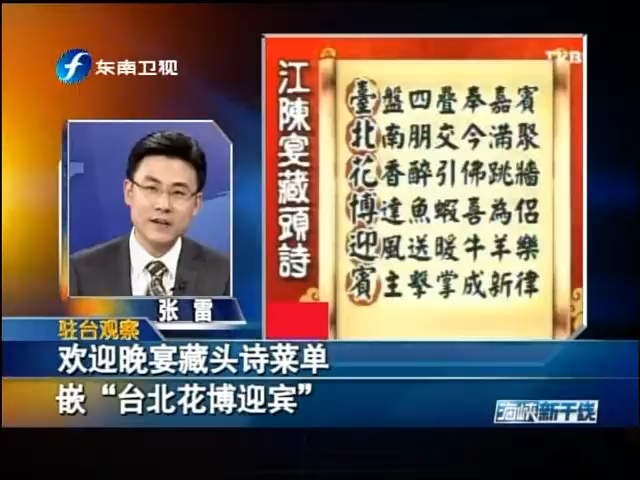 东南卫视
TKB
江陳宴藏頭詩
臺盤四疊奉嘉賓
北南朋交今滿聚
花香醉引佛跳牆
博達魚蝦喜為侶
迎風送暖牛羊樂
賓主擊掌成新律
张雷
驻台观察
欢迎晚宴藏头诗菜单
嵌“台北花博迎宾”
海峡新干线